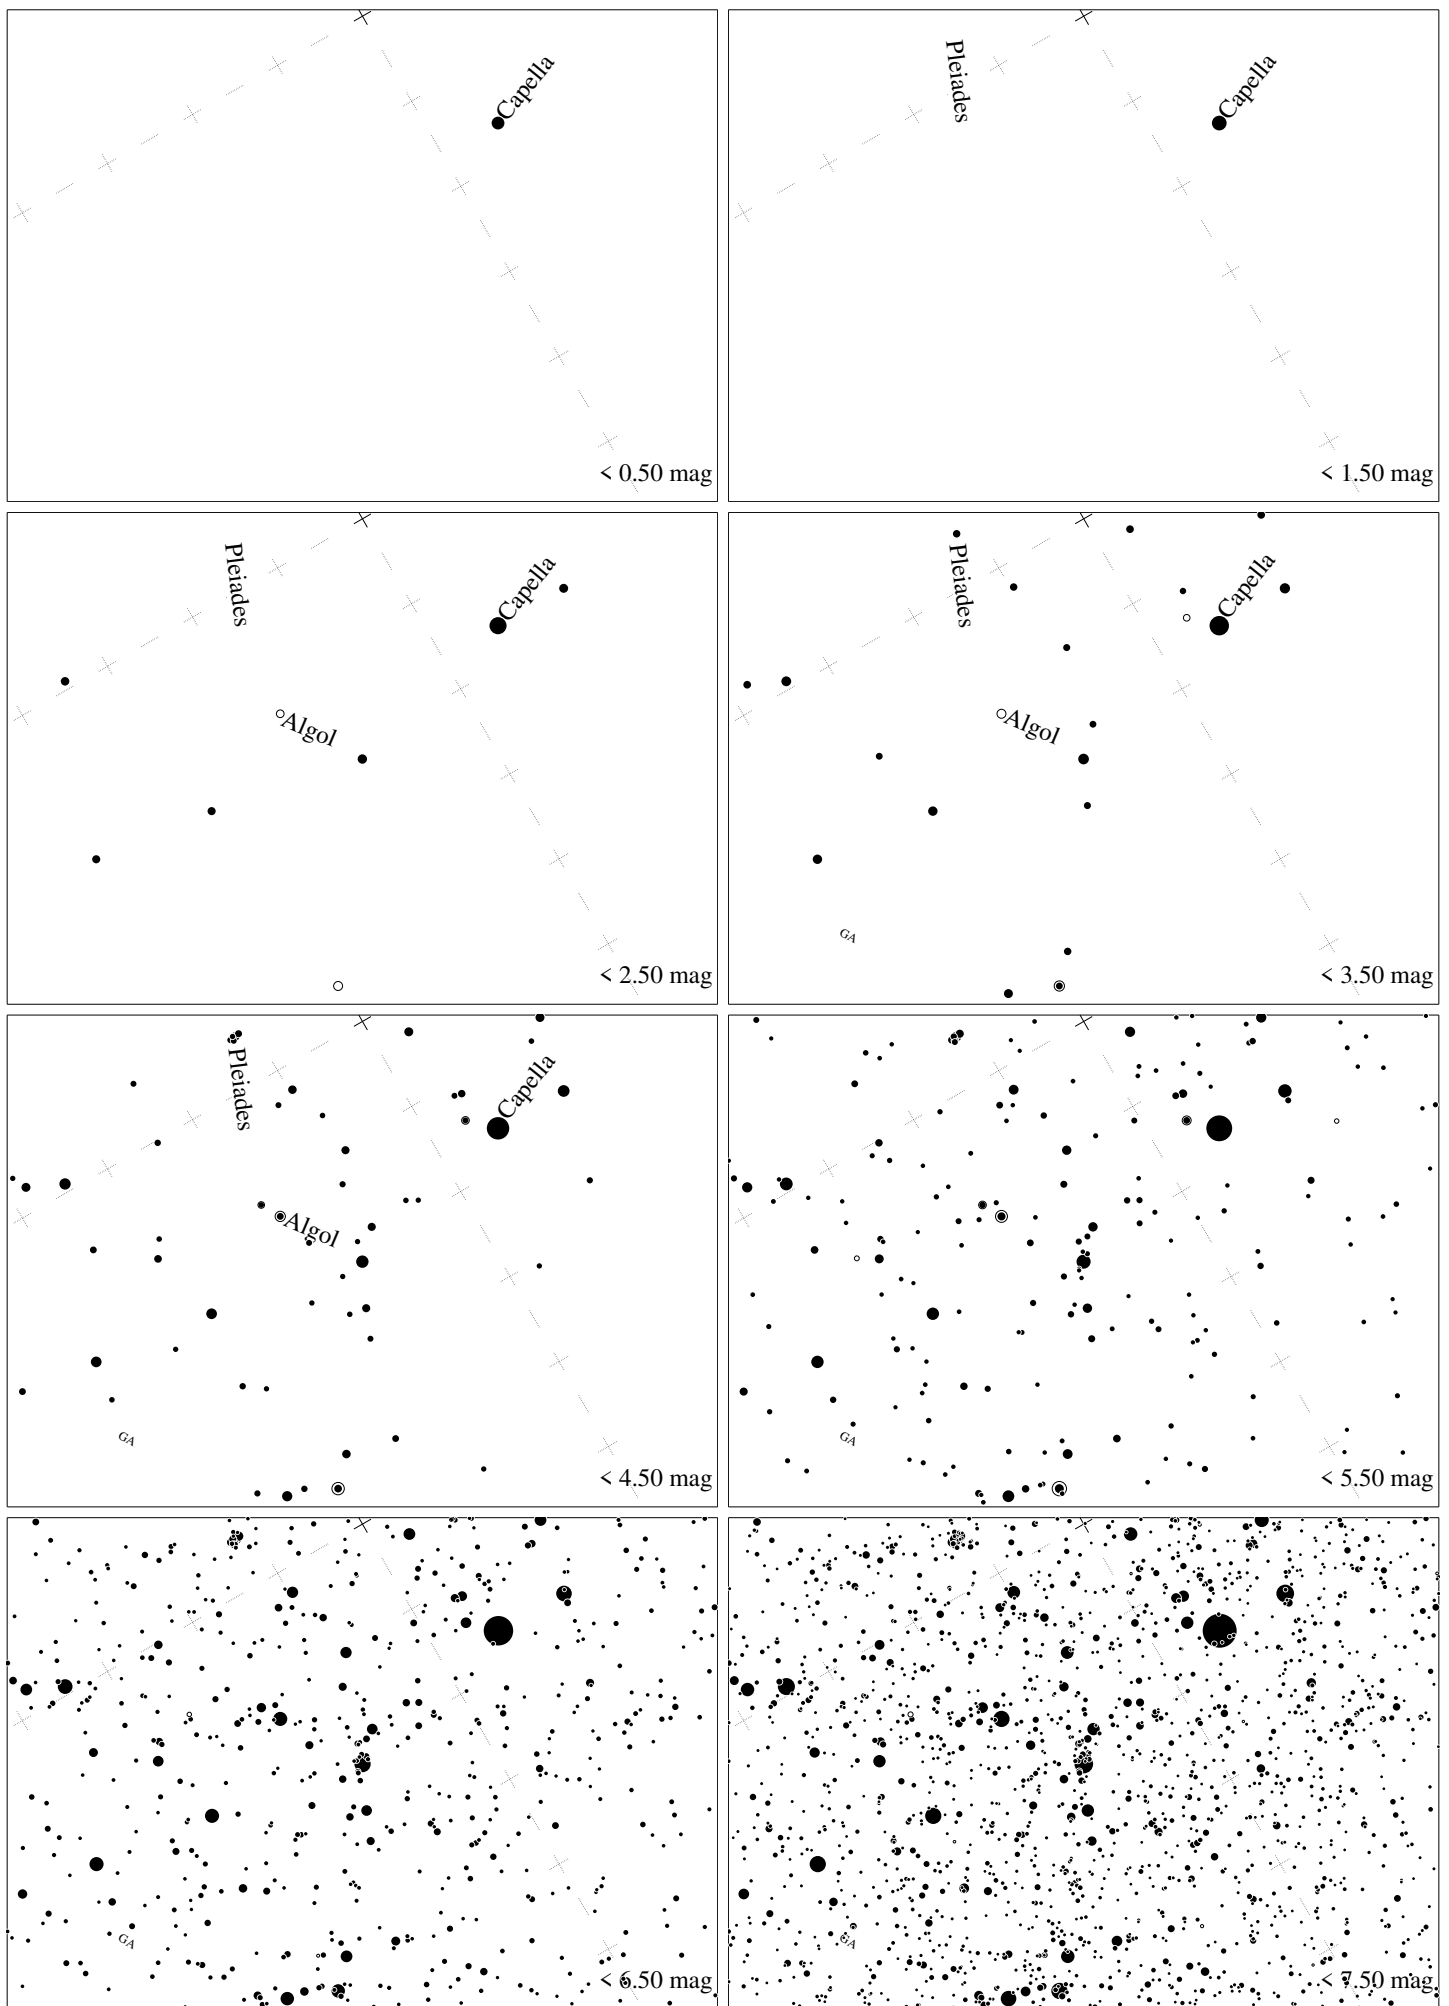 Capella
< 0.50 mag
Pleiades
Capella
< 1.50 mag
Pleiades
Capella
Algol
< 2.50 mag
Pleiades
Capella
Algol
GA
< 3.50 mag
Pleiades
Capella
Algol
GA
< 4.50 mag
GA
< 5.50 mag
GA
< 6.50 mag
GA
< 7.50 mag